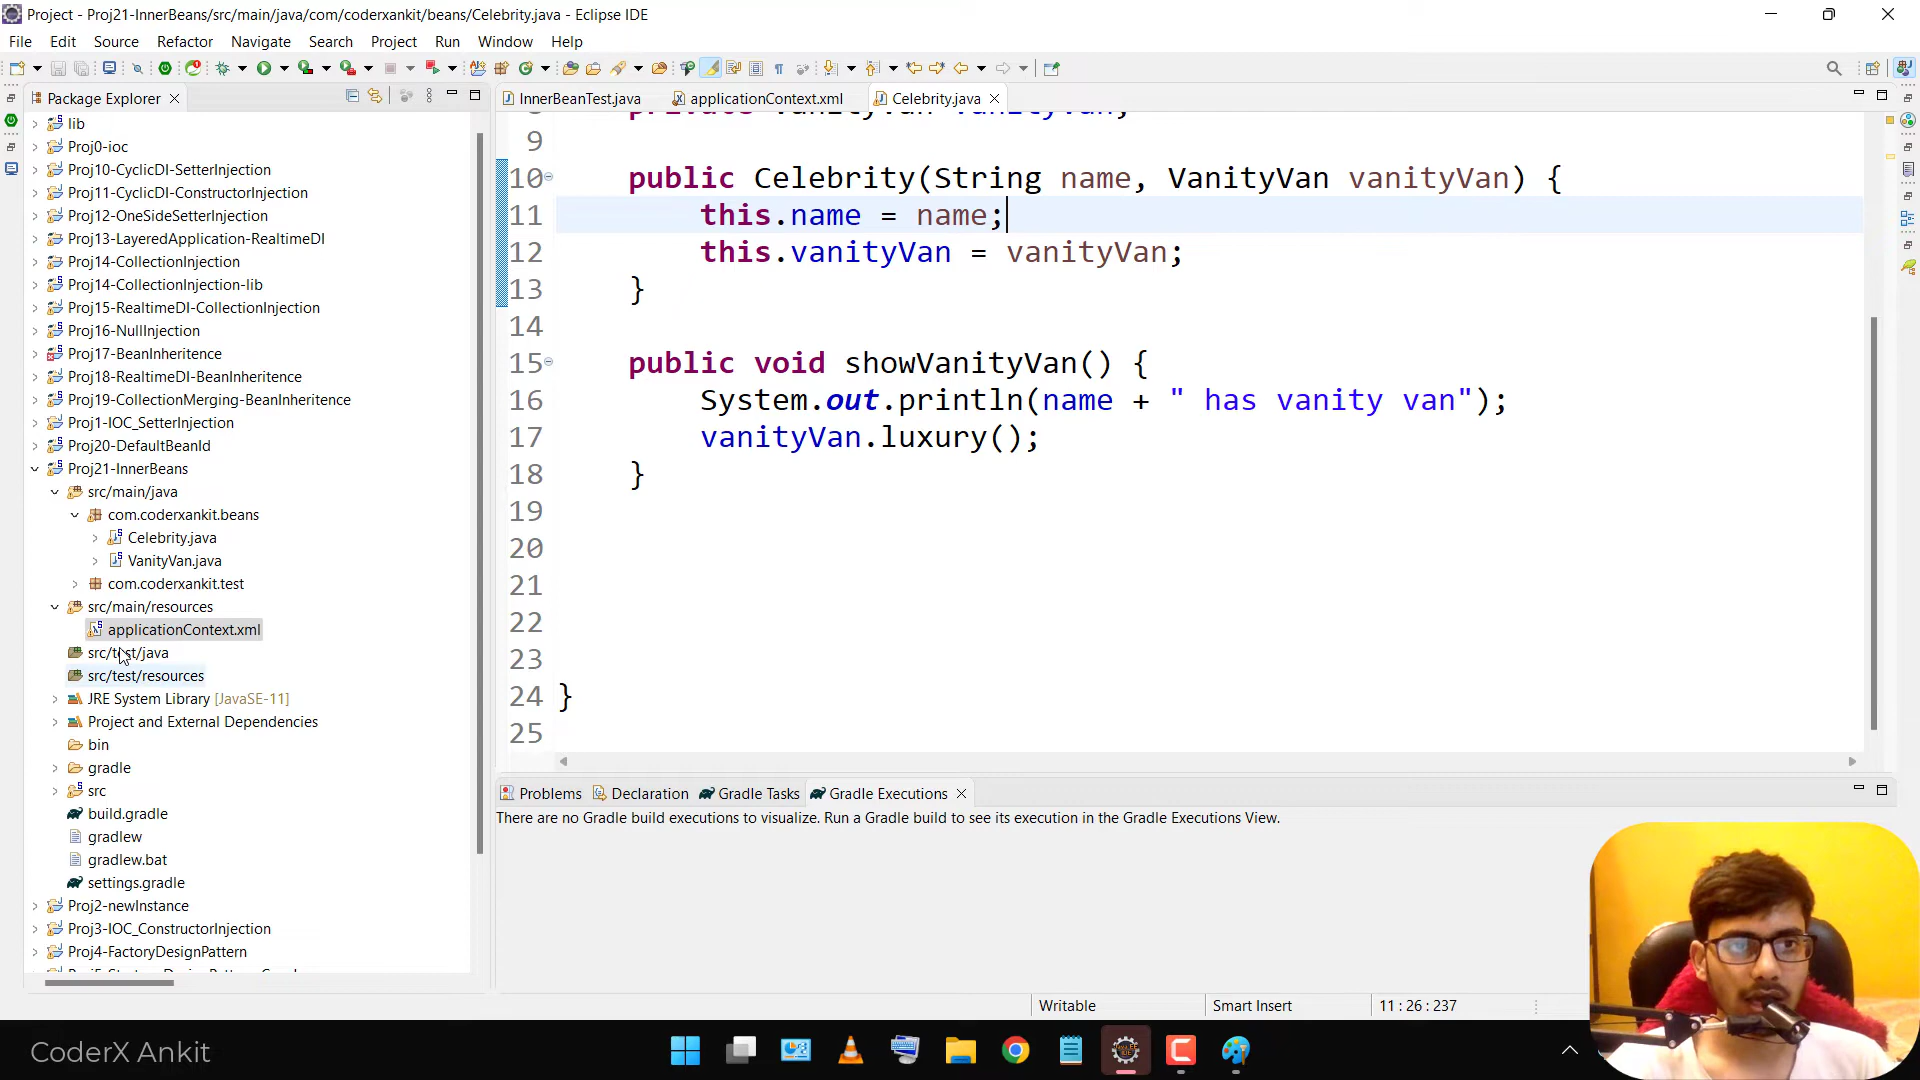 Project - Proj21-InnerBeans/src/main/java/com/coderxankit/beans/Celebrity.java - Eclipse IDE
File Edit Source Refactor Navigate Search Project Run Window Help
Package Explorer
InnerBeanTest.java applicationContext.xml Celebrity.java
lib
Proj0-ioc
Proj10-CyclicDI-SetterInjection
Proj11-CyclicDI-ConstructorInjection
Proj12-OneSideSetterInjection
Proj13-LayeredApplication-RealtimeDI
Proj14-CollectionInjection
Proj14-CollectionInjection-lib
Proj15-RealtimeDI-CollectionInjection
Proj16-NullInjection
Proj17-BeanInheritence
Proj18-RealtimeDI-BeanInheritence
Proj19-CollectionMerging-BeanInheritence
Proj1-IOC_SetterInjection
Proj20-DefaultBeanId
Proj21-InnerBeans
src/main/java
com.coderxankit.beans
Celebrity.java
VanityVan.java
com.coderxankit.test
src/main/resources
applicationContext.xml
src/test/java
src/test/resources
JRE System Library [JavaSE-11]
Project and External Dependencies
bin
gradle
src
build.gradle
gradlew
gradlew.bat
settings.gradle
Proj2-newInstance
Proj3-IOC_ConstructorInjection
Proj4-FactoryDesignPattern
9
10 public Celebrity(String name, VanityVan vanityVan) {
11 this.name = name;
12 this.vanityVan = vanityVan;
13 }
14
15 public void showVanityVan() {
16 System.out.println(name + " has vanity van");
17 vanityVan.luxury();
18 }
19
20
21
22
23
24 }
25
Problems Declaration Gradle Tasks Gradle Executions
There are no Gradle build executions to visualize. Run a Gradle build to see its execution in the Gradle Executions View.
Writable Smart Insert 11 : 26 : 237
CoderX Ankit